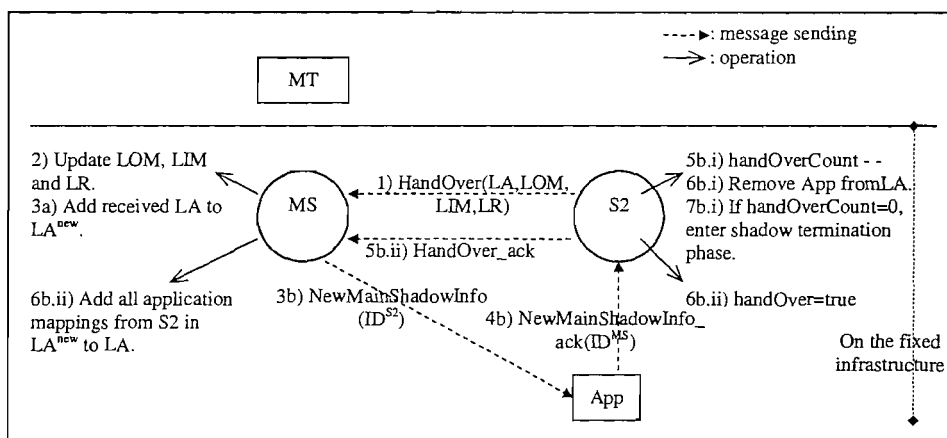 ---▸: message sending
→: operation
MT
2) Update LOM, LIM
and LR.
3a) Add received LA to
LA^new.
MS
1) HandOver(LA,LOM,
LIM,LR)
S2
5b.i) handOverCount - -
6b.i) Remove App fromLA.
7b.i) If handOverCount=0,
enter shadow termination
phase.
5b.ii) HandOver_ack
6b.ii) Add all application
mappings from S2 in
LA^new to LA.
3b) NewMainShadowInfo
(ID^S2)
4b) NewMainShadowInfo_
ack(ID^MS)
6b.ii) handOver=true
On the fixed
infrastructure
App